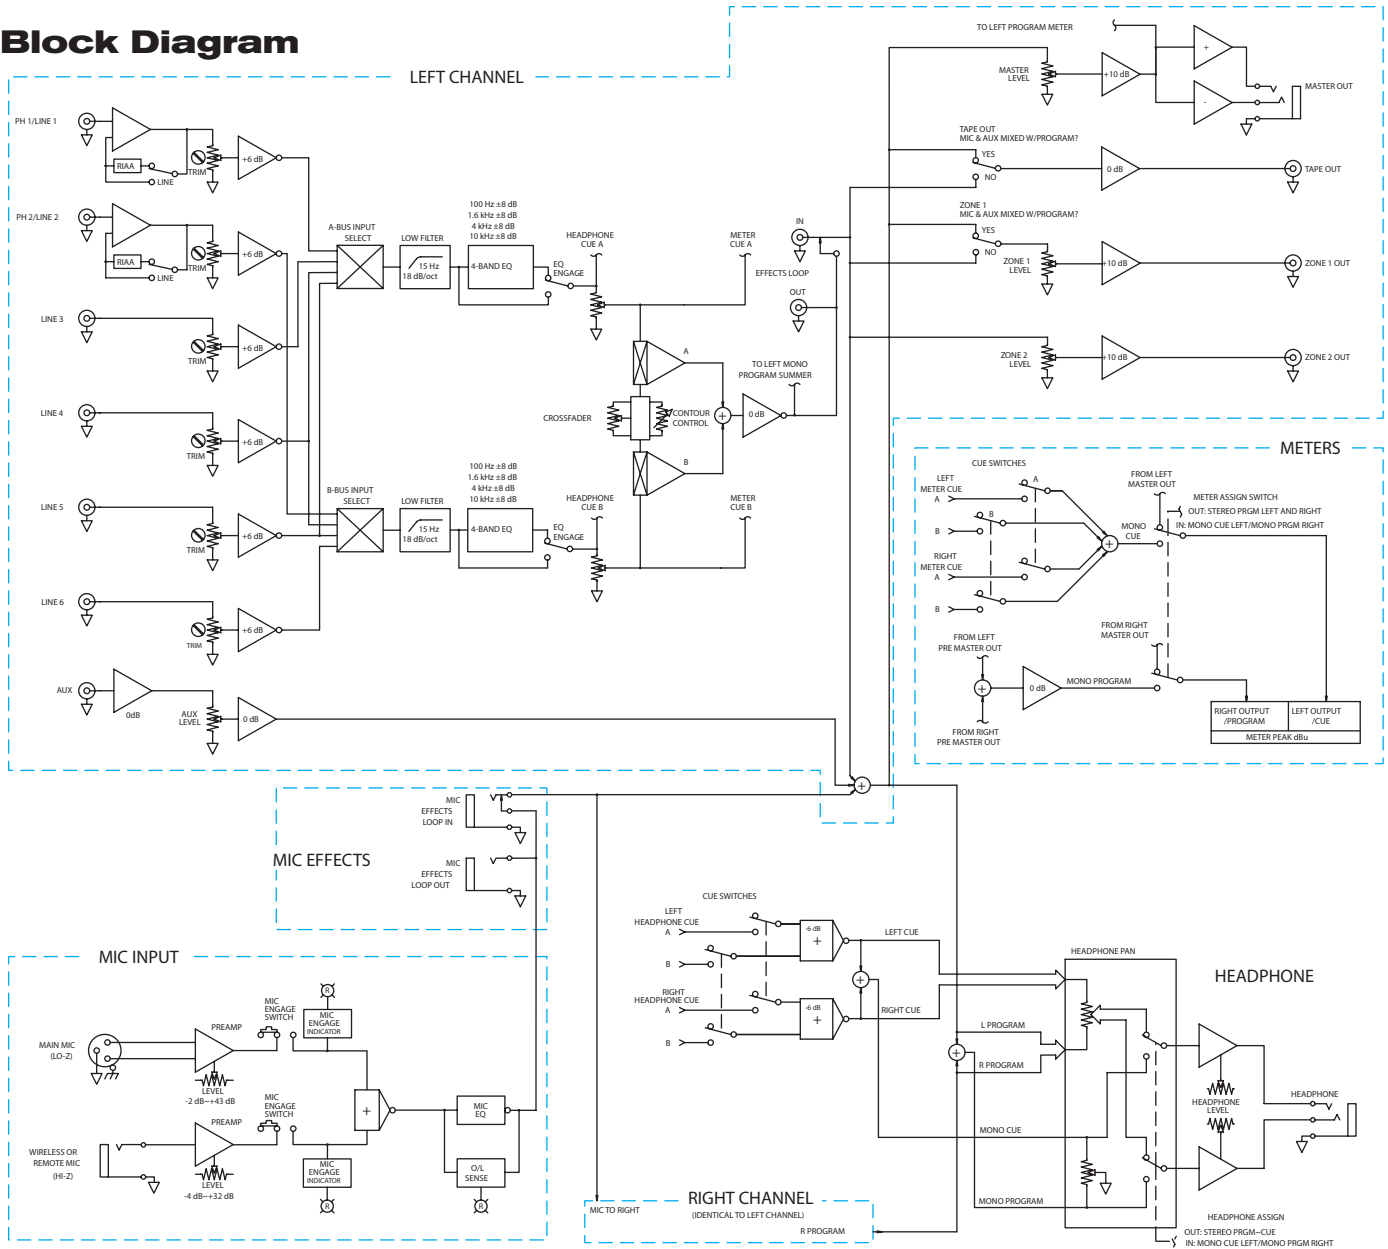 Block Diagram
LEFT CHANNEL
PH 1/LINE 1
RIAA
LINE
TRIM
+6 dB
PH 2/LINE 2
RIAA
LINE
TRIM
+6 dB
LINE 3
TRIM
+6 dB
LINE 4
TRIM
+6 dB
LINE 5
TRIM
+6 dB
LINE 6
TRIM
+6 dB
AUX
0dB
AUX
LEVEL
0 dB
A-BUS INPUT
SELECT
LOW FILTER
15 Hz
18 dB/oct
100 Hz ±8 dB
1.6 kHz ±8 dB
4 kHz ±8 dB
10 kHz ±8 dB
4-BAND EQ
EQ
ENGAGE
HEADPHONE
CUE A
METER
CUE A
B-BUS INPUT
SELECT
LOW FILTER
15 Hz
18 dB/oct
100 Hz ±8 dB
1.6 kHz ±8 dB
4 kHz ±8 dB
10 kHz ±8 dB
4-BAND EQ
EQ
ENGAGE
HEADPHONE
CUE B
METER
CUE B
A
CROSSFADER
CONTOUR
CONTROL
+
B
0 dB
TO LEFT MONO
PROGRAM SUMMER
IN
EFFECTS LOOP
OUT
TO LEFT PROGRAM METER
MASTER
LEVEL
+10 dB
+
-
MASTER OUT
TAPE OUT
MIC & AUX MIXED W/PROGRAM?
YES
NO
0 dB
TAPE OUT
ZONE 1
MIC & AUX MIXED W/PROGRAM?
YES
NO
ZONE 1
LEVEL
+10 dB
ZONE 1 OUT
ZONE 2
LEVEL
+10 dB
ZONE 2 OUT
METERS
CUE SWITCHES
LEFT
METER CUE
A
B
RIGHT
METER CUE
A
B
A
B
+
MONO
CUE
FROM LEFT
MASTER OUT
METER ASSIGN SWITCH
OUT: STEREO PRGM LEFT AND RIGHT
IN: MONO CUE LEFT/MONO PRGM RIGHT
FROM LEFT
PRE MASTER OUT
+
0 dB
MONO PROGRAM
FROM RIGHT
PRE MASTER OUT
FROM RIGHT
MASTER OUT
RIGHT OUTPUT
/PROGRAM
LEFT OUTPUT
/CUE
METER PEAK dBu
+
MIC EFFECTS
MIC
EFFECTS
LOOP IN
MIC
EFFECTS
LOOP OUT
MIC INPUT
MAIN MIC
(LO-Z)
PREAMP
LEVEL
-2 dB–+43 dB
MIC
ENGAGE
SWITCH
R
MIC
ENGAGE
INDICATOR
WIRELESS OR
REMOTE MIC
(HI-Z)
PREAMP
LEVEL
-4 dB–+32 dB
MIC
ENGAGE
SWITCH
MIC
ENGAGE
INDICATOR
R
+
MIC
EQ
O/L
SENSE
R
CUE SWITCHES
LEFT
HEADPHONE CUE
A
B
RIGHT
HEADPHONE CUE
A
B
-6 dB
+
-6 dB
+
LEFT CUE
+
RIGHT CUE
L PROGRAM
+
R PROGRAM
MONO CUE
MONO PROGRAM
HEADPHONE PAN
HEADPHONE
HEADPHONE
LEVEL
HEADPHONE
HEADPHONE ASSIGN
OUT: STEREO PRGM–CUE
IN: MONO CUE LEFT/MONO PRGM RIGHT
RIGHT CHANNEL
(IDENTICAL TO LEFT CHANNEL)
MIC TO RIGHT
R PROGRAM